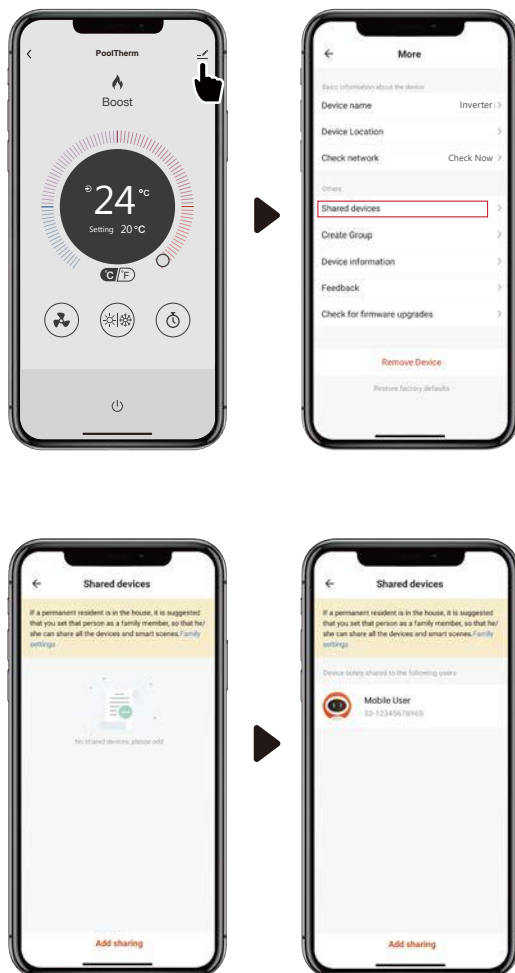 PoolTherm
Boost
24 °C
Setting 20 °C
°C/°F
More
Basic information about the device
Device name Inverter
Device Location
Check network Check Now
Others
Shared devices
Create Group
Device information
Feedback
Check for firmware upgrades
Remove Device
Restore factory defaults
Shared devices
If a permanent resident is in the house, it is suggested
that you set that person as a family member, so that he/
she can share all the devices and smart scenes.Family
settings
No shared devices, please add
Add sharing
Shared devices
If a permanent resident is in the house, it is suggested
that you set that person as a family member, so that he/
she can share all the devices and smart scenes.Family
settings
Device solely shared to the following users
Mobile User
32-12345678965
Add sharing